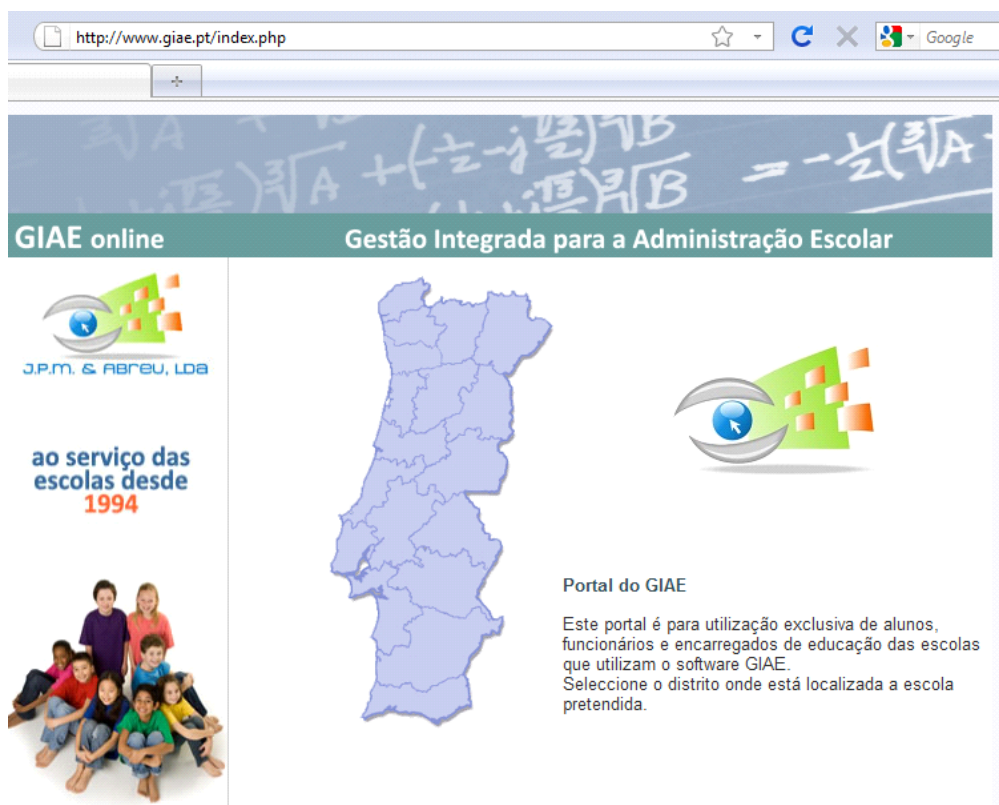 http://www.giae.pt/index.php
Google
GIAE online
Gestão Integrada para a Administração Escolar
J.P.M. & ABREU, LDA
ao serviço das
escolas desde
1994
Portal do GIAE
Este portal é para utilização exclusiva de alunos,
funcionários e encarregados de educação das escolas
que utilizam o software GIAE.
Seleccione o distrito onde está localizada a escola
pretendida.